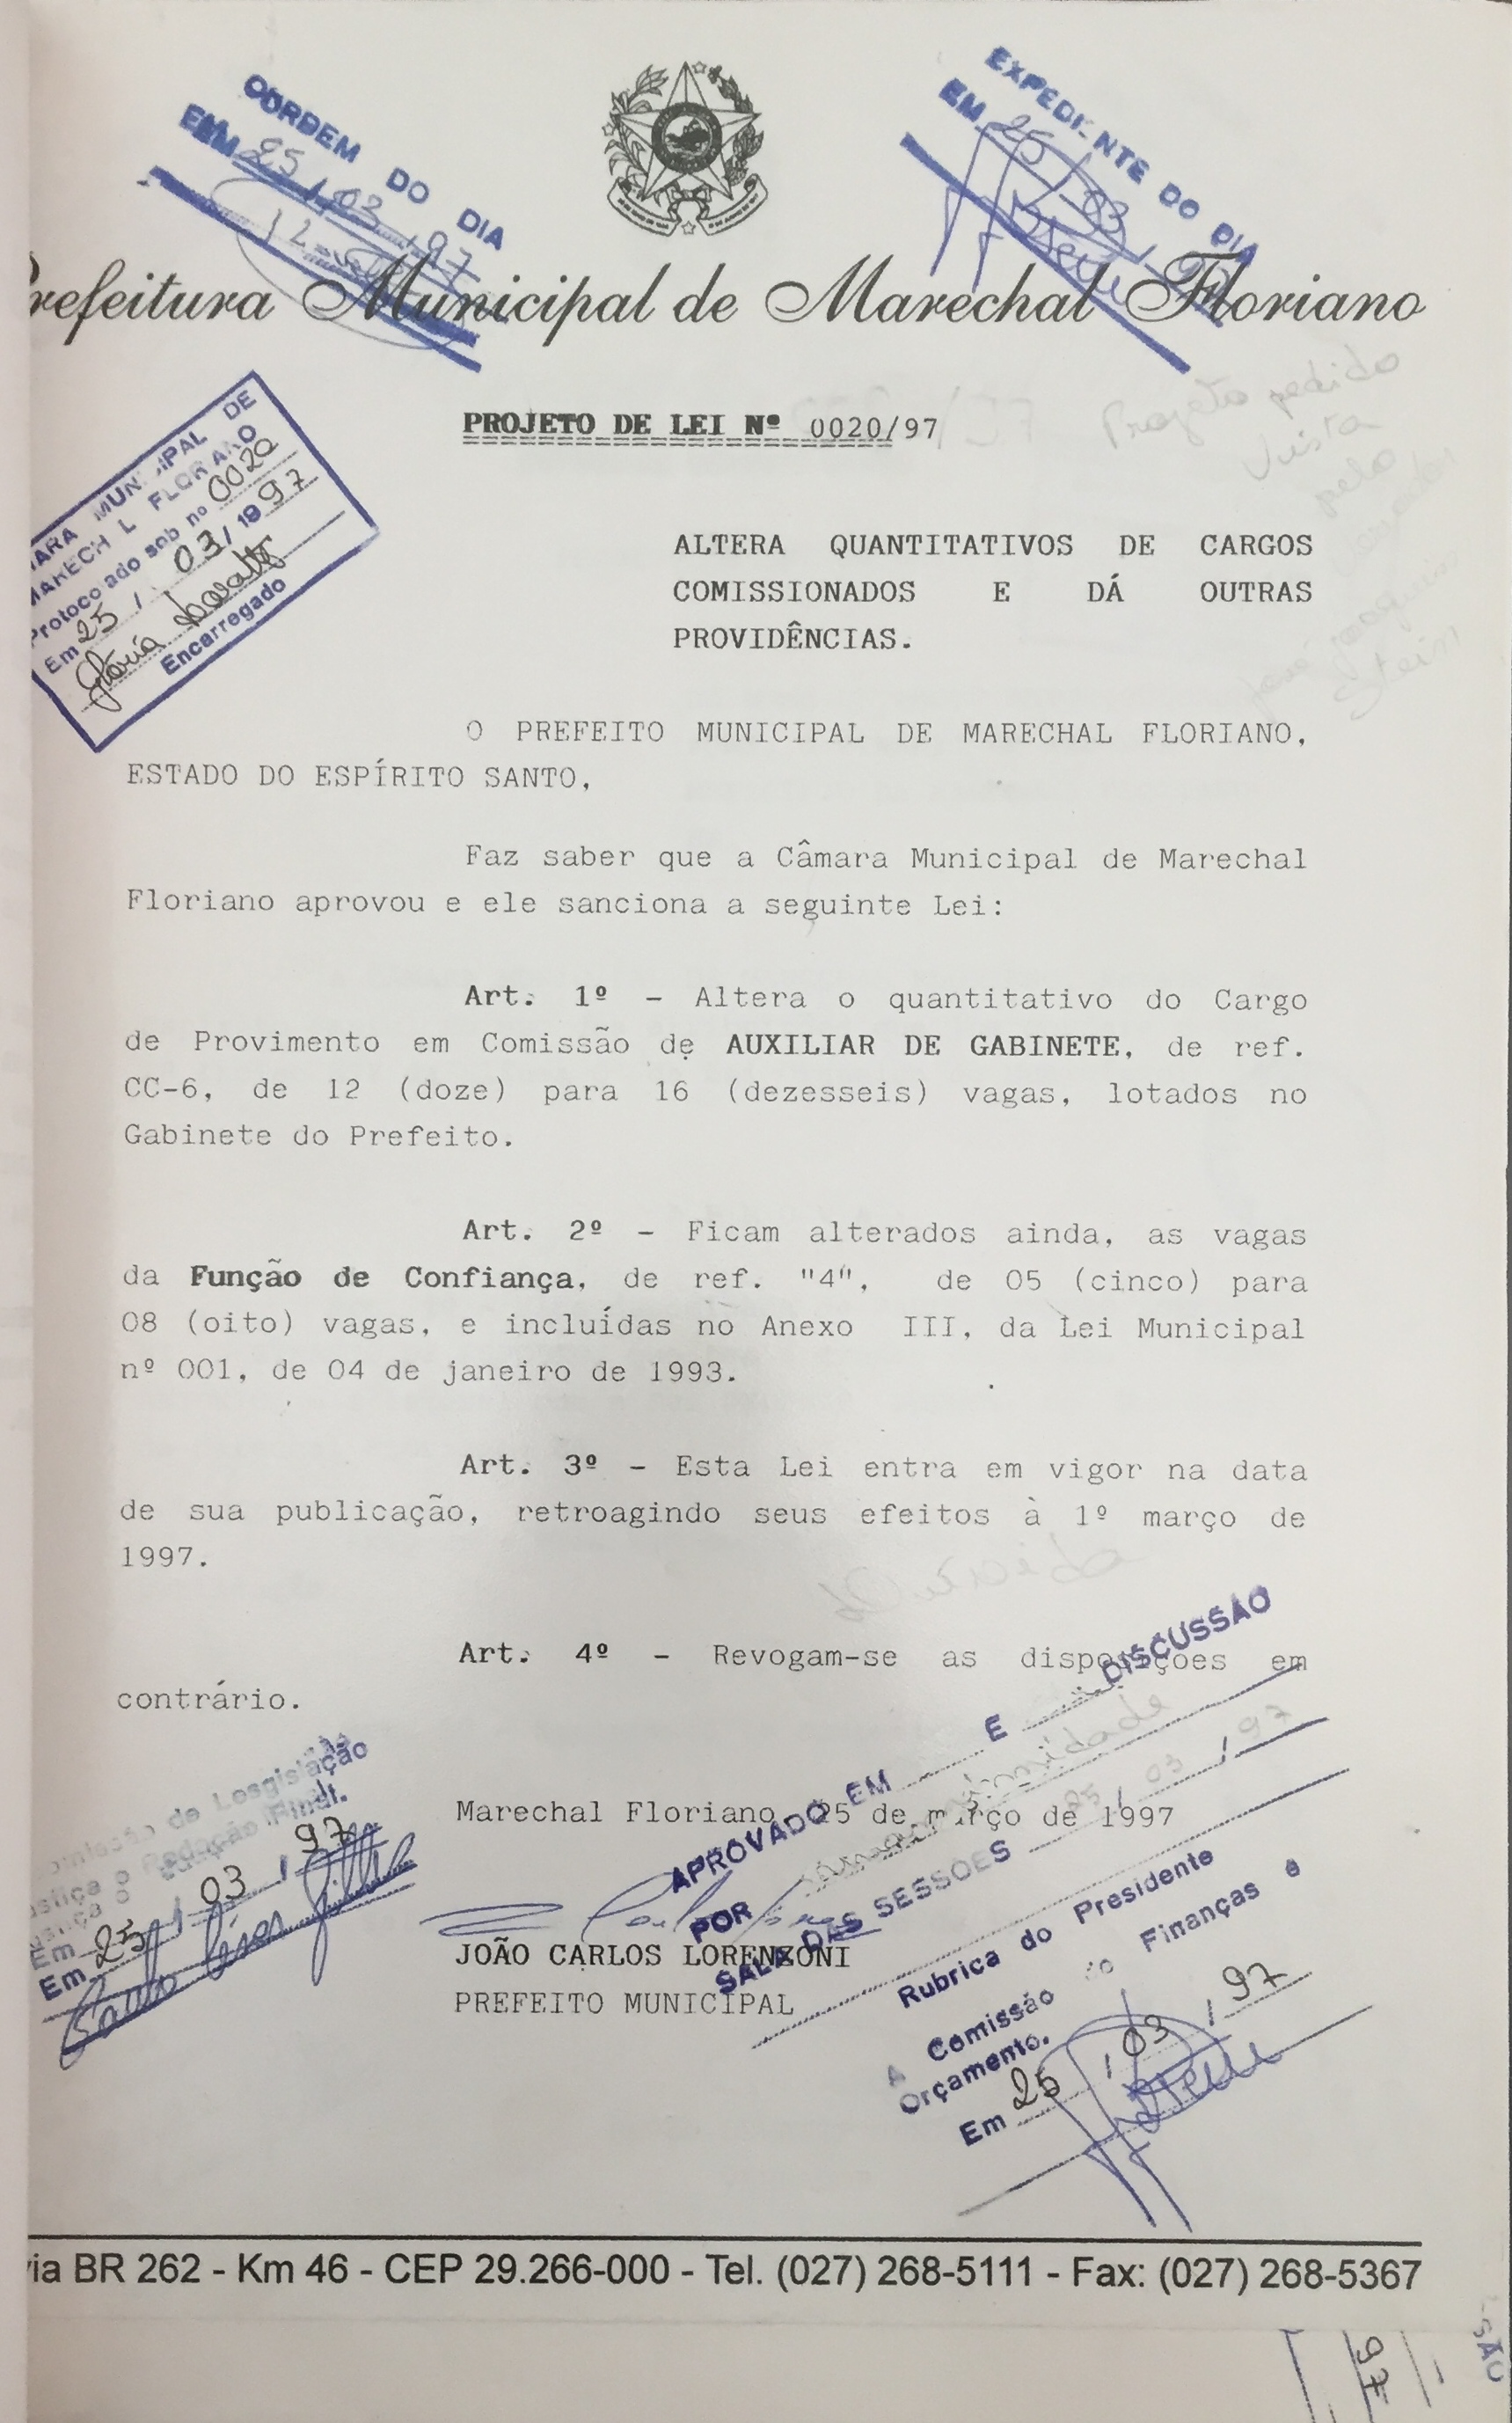 ORDEM DO DIA
EM 25/03/97
EXPEDIENTE DO DIA
EM 25/03/
refeitura Municipal de Marechal Floriano
PROJETO DE LEI Nº 0020/97
Projeto pedido
vista
pelo
Stein
MUNICIPAL DE
FLORIANO
Protocolado sob nº 0020
Em 25/03/1997
Glória
Encarregado
ALTERA QUANTITATIVOS DE CARGOS
COMISSIONADOS E DÁ OUTRAS
PROVIDÊNCIAS.
O PREFEITO MUNICIPAL DE MARECHAL FLORIANO,
ESTADO DO ESPÍRITO SANTO,
Faz saber que a Câmara Municipal de Marechal
Floriano aprovou e ele sanciona a seguinte Lei:
Art. 1º - Altera o quantitativo do Cargo
de Provimento em Comissão de AUXILIAR DE GABINETE, de ref.
CC-6, de 12 (doze) para 16 (dezesseis) vagas, lotados no
Gabinete do Prefeito.
Art. 2º - Ficam alterados ainda, as vagas
da Função de Confiança, de ref. "4", de 05 (cinco) para
08 (oito) vagas, e incluídas no Anexo III, da Lei Municipal
nº 001, de 04 de janeiro de 1993.
Art. 3º - Esta Lei entra em vigor na data
de sua publicação, retroagindo seus efeitos à 1º março de
1997.
Art. 4º - Revogam-se as disposições em
contrário.
Marechal Floriano, 25 de março de 1997
JOÃO CARLOS LORENZONI
PREFEITO MUNICIPAL
Redação Final.
Em 25/03/97
APROVADO EM E DISCUSSÃO
POR
SALA DAS SESSÕES 25/03/97
Rubrica do Presidente
A Comissão de Finanças e
Orçamento.
Em 25/03/97
via BR 262 - Km 46 - CEP 29.266-000 - Tel. (027) 268-5111 - Fax: (027) 268-5367
97
SÃO